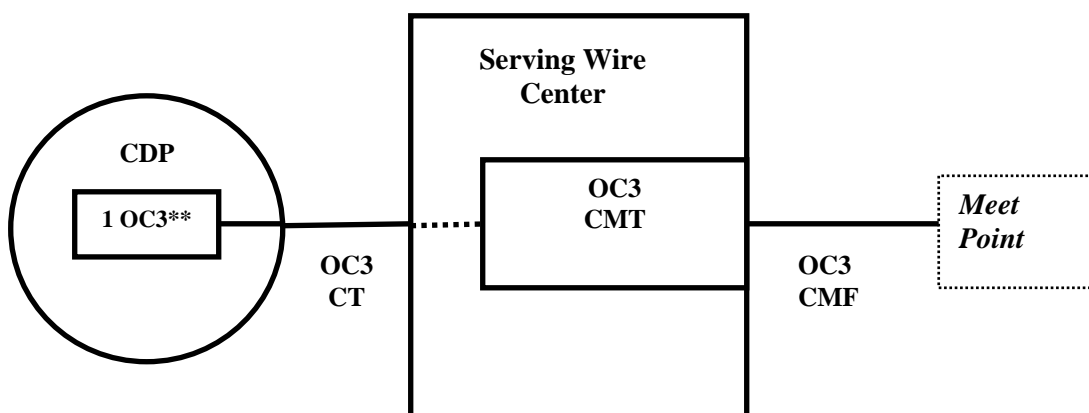 Serving Wire
Center
CDP
1 OC3**
OC3
CT
OC3
CMT
OC3
CMF
Meet
Point